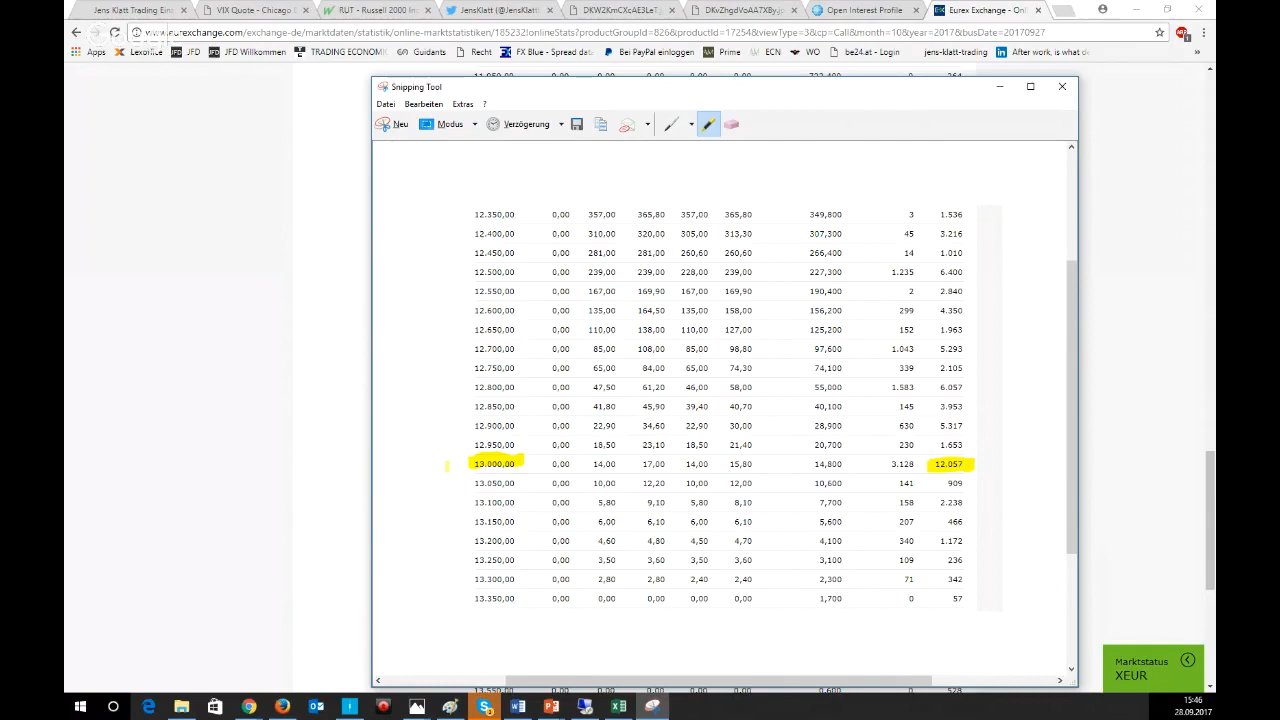 Jens Klatt Trading Ema
VIX Quote - Chicago B
RUT - Russell 2000 Ind
JensKlatt (@JensKlatt
DKW2KmCXcAE3LeT.jp
DKvZhgdVoAA7XBy.jp
Open Interest Profile
Eurex Exchange - Onli
www.eurexchange.com/exchange-de/marktdaten/statistik/online-marktstatistiken/185232!onlineStats?productGroupId=826&productId=17254&viewType=3&cp=Call&month=10&year=2017&busDate=20170927
Apps LexofficeJFD JFD Willkommen TRADING ECONOMIC Guidants Recht FX Blue - Spread data Bei PayPal einloggen Prime EZB WO be24.at - Login jens-klatt-trading After work, is what de »
Snipping Tool
Datei Bearbeiten Extras ?
Neu Modus Verzögerung
12.350,00 0,00 357,00 365,80 357,00 365,80 349,800 3 1.536
12.400,00 0,00 310,00 320,00 305,00 313,30 307,300 45 3.216
12.450,00 0,00 281,00 281,00 260,60 260,60 266,400 14 1.010
12.500,00 0,00 239,00 239,00 228,00 239,00 227,300 1.235 6.400
12.550,00 0,00 167,00 169,90 167,00 169,90 190,400 2 2.840
12.600,00 0,00 135,00 164,50 135,00 158,00 156,200 299 4.350
12.650,00 0,00 110,00 138,00 110,00 127,00 125,200 152 1.963
12.700,00 0,00 85,00 108,00 85,00 98,80 97,600 1.043 5.293
12.750,00 0,00 65,00 84,00 65,00 74,30 74,100 339 2.105
12.800,00 0,00 47,50 61,20 46,00 58,00 55,000 1.583 6.057
12.850,00 0,00 41,80 45,90 39,40 40,70 40,100 145 3.953
12.900,00 0,00 22,90 34,60 22,90 30,00 28,900 630 5.317
12.950,00 0,00 18,50 23,10 18,50 21,40 20,700 230 1.653
13.000,00 0,00 14,00 17,00 14,00 15,80 14,800 3.128 12.057
13.050,00 0,00 10,00 12,20 10,00 12,00 10,600 141 909
13.100,00 0,00 5,80 9,10 5,80 8,10 7,700 158 2.238
13.150,00 0,00 6,00 6,10 6,00 6,10 5,600 207 466
13.200,00 0,00 4,60 4,80 4,50 4,70 4,100 340 1.172
13.250,00 0,00 3,50 3,60 3,50 3,60 3,100 109 236
13.300,00 0,00 2,80 2,80 2,40 2,40 2,300 71 342
13.350,00 0,00 0,00 0,00 0,00 0,00 1,700 0 57
Marktstatus
XEUR
15:46
28.09.2017